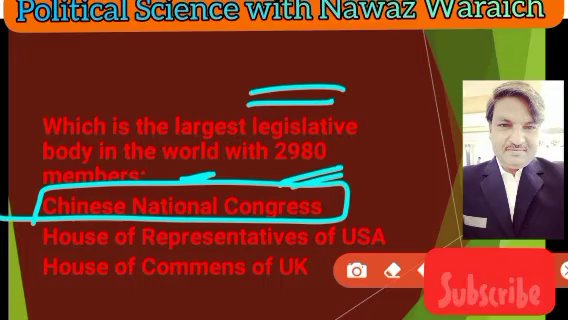 Political Science with Nawaz Waraich
Which is the largest legislative
body in the world with 2980
members:
Chinese National Congress
House of Representatives of USA
House of Commens of UK
Subscribe